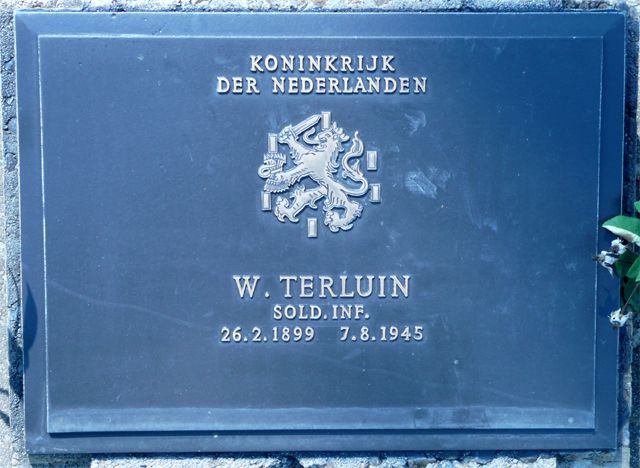 KONINKRIJK
DER NEDERLANDEN
W. TERLUIN
SOLD. INF.
26.2.1899 7.8.1945